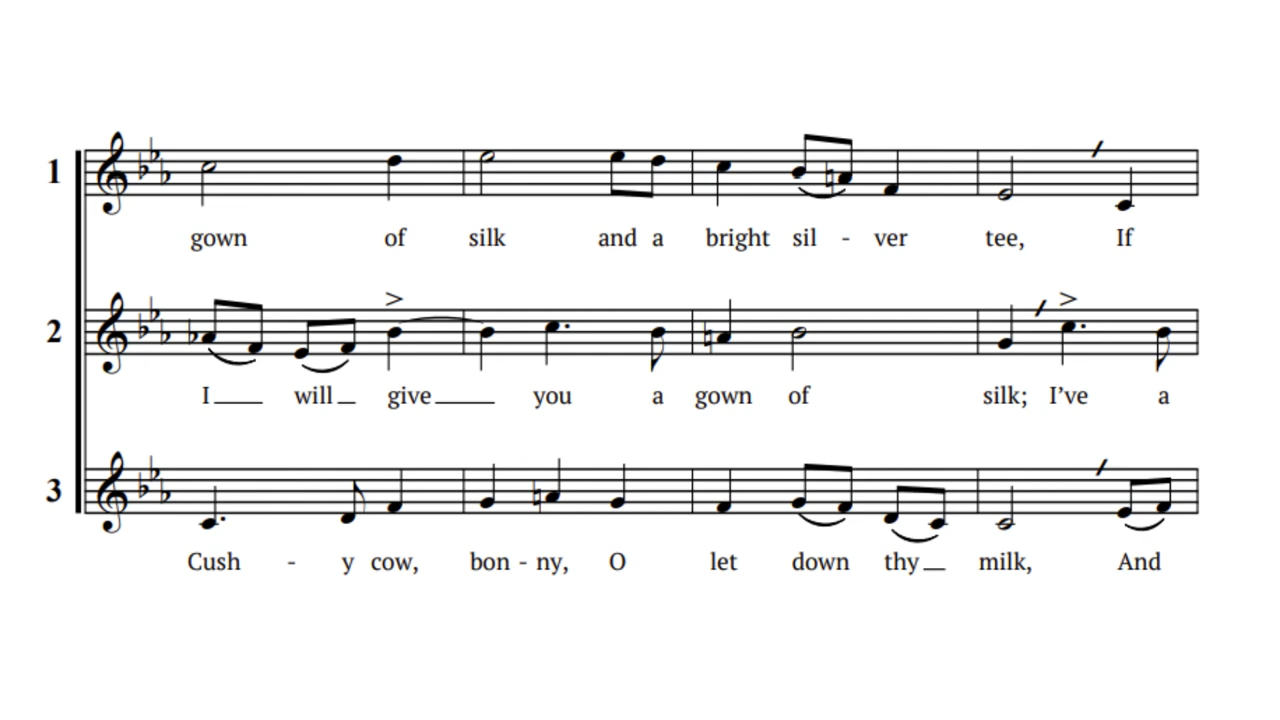 1
gown of silk and a bright sil - ver tee, If
2
I will give you a gown of silk; I’ve a
3
Cush - y cow, bon - ny, O let down thy milk, And